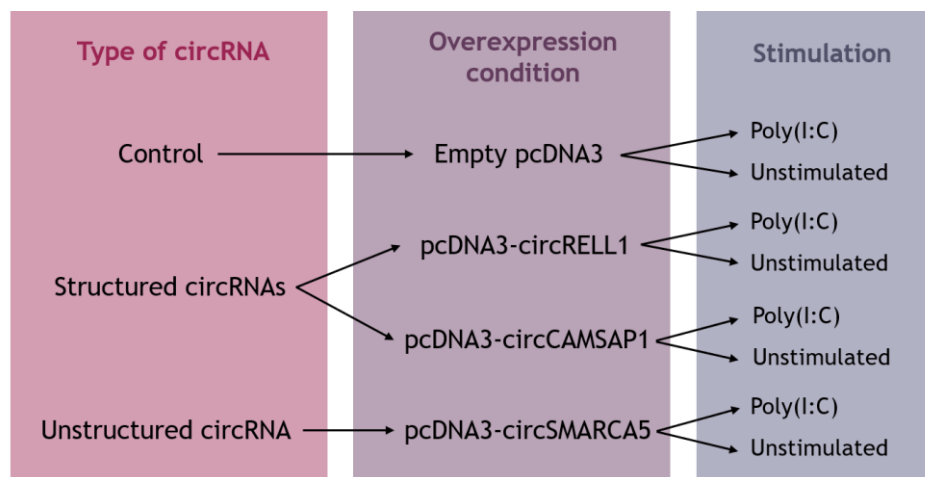 Type of circRNA
Overexpression
condition
Stimulation
Control
Empty pcDNA3
Poly(I:C)
Unstimulated
Structured circRNAs
pcDNA3-circRELL1
Poly(I:C)
Unstimulated
pcDNA3-circCAMSAP1
Poly(I:C)
Unstimulated
Unstructured circRNA
pcDNA3-circSMARCA5
Poly(I:C)
Unstimulated